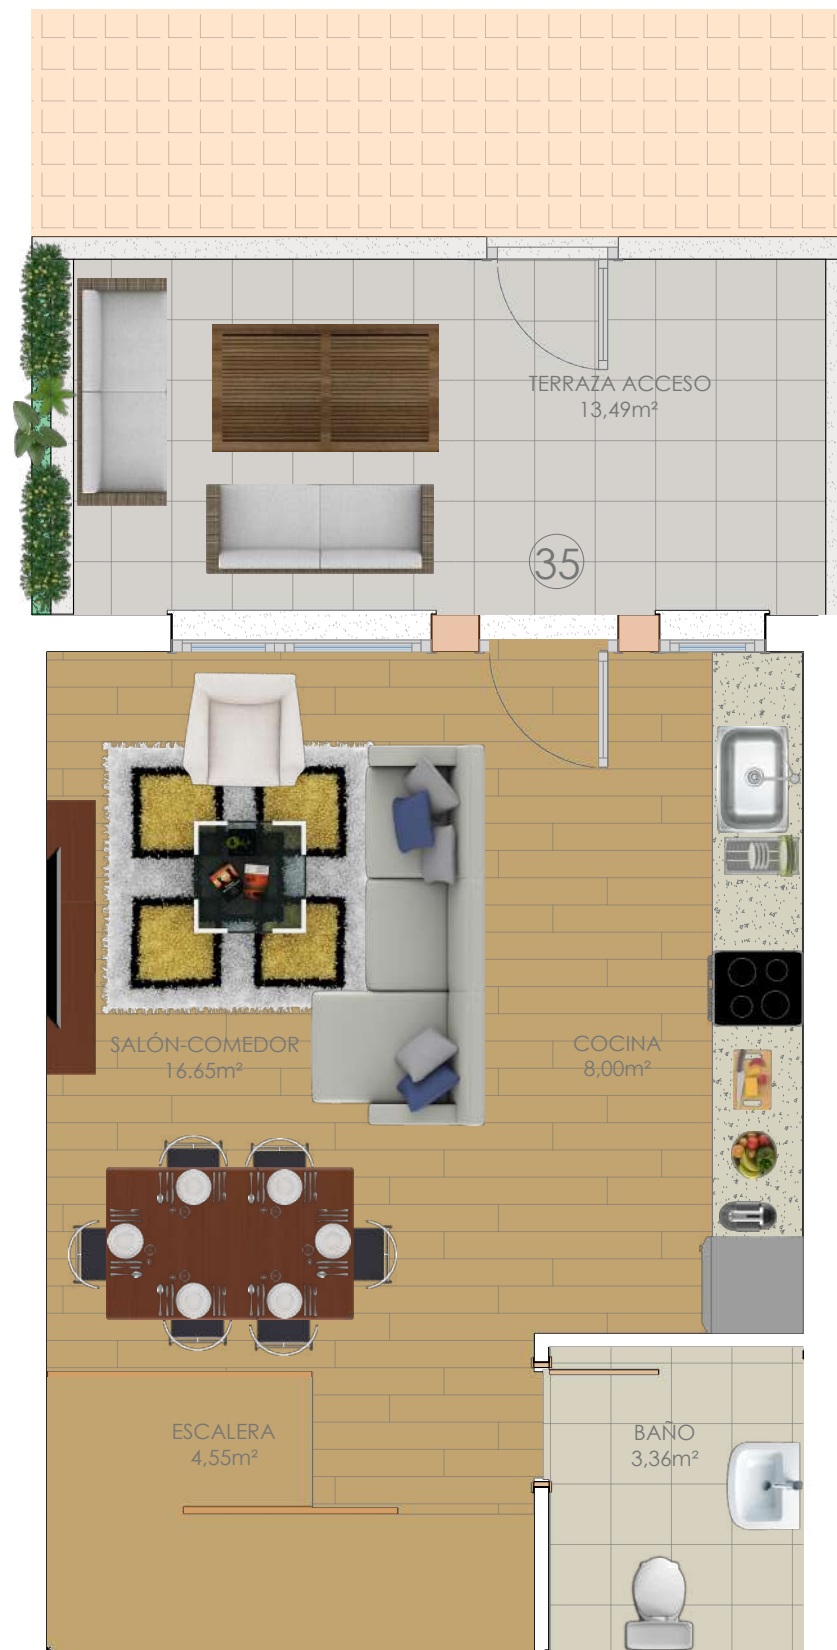 TERRAZA ACCESO
13,49m²
35
SALÓN-COMEDOR
16.65m²
COCINA
8,00m²
ESCALERA
4,55m²
BAÑO
3,36m²